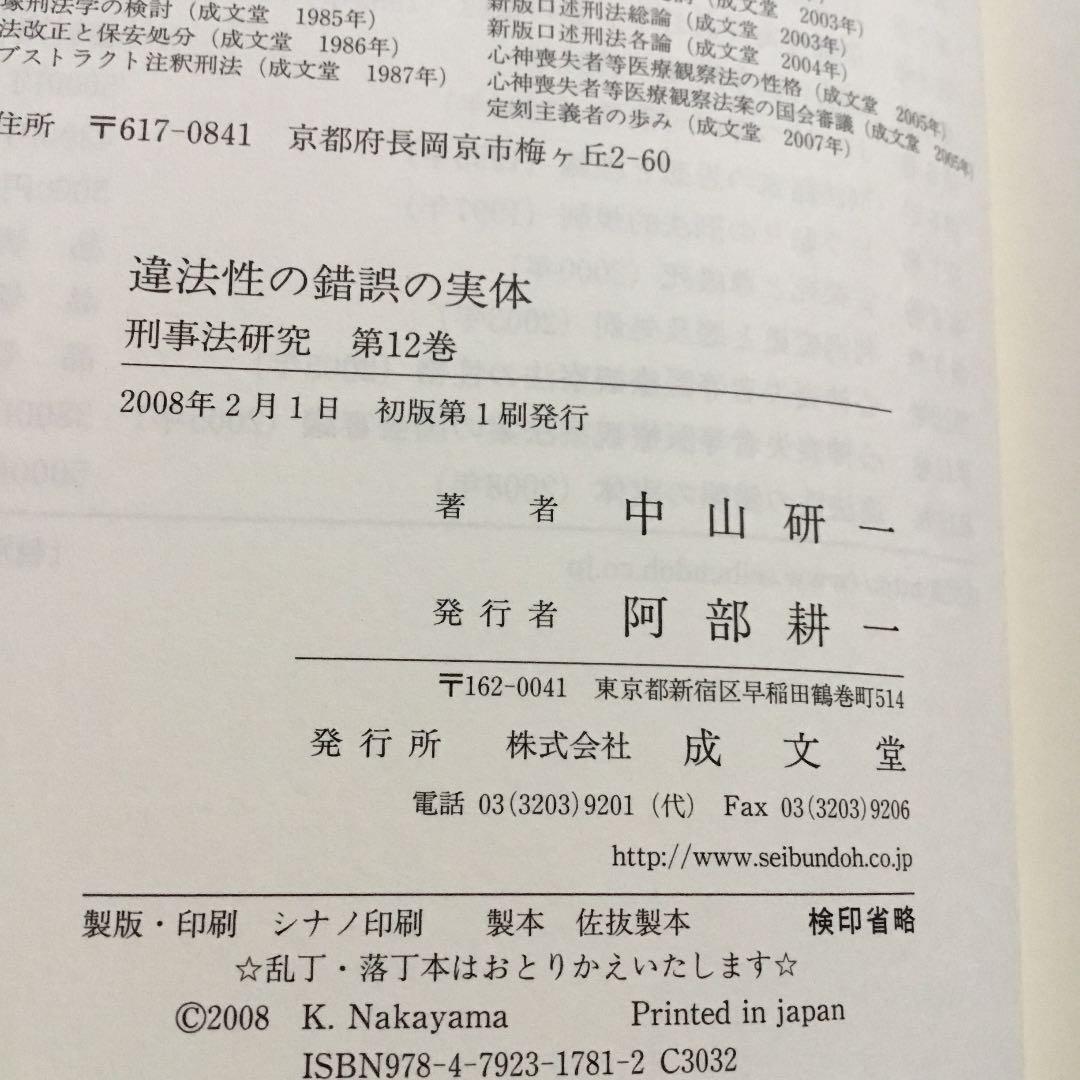 塚刑法学の検討（成文堂　1985年）
法改正と保安処分（成文堂　1986年）
ブストラクト注釈刑法（成文堂　1987年）
2003年）
新版口述刑法総論（成文堂　2003年）
新版口述刑法各論（成文堂　2004年）
心神喪失者等医療観察法の性格（成文堂　2005年）
心神喪失者等医療観察法案の国会審議（成文堂　2005年）
定刻主義者の歩み（成文堂　2007年）
住所　〒617-0841　京都府長岡京市梅ヶ丘2-60
違法性の錯誤の実体
刑事法研究　第12巻
2008年2月1日　初版第1刷発行
著　者　中山研一
発行者　阿部耕一
〒162-0041　東京都新宿区早稲田鶴巻町514
発行所　株式会社　成文堂
電話 03(3203)9201（代）　Fax 03(3203)9206
http://www.seibundoh.co.jp
製版・印刷　シナノ印刷　製本　佐抜製本　検印省略
☆乱丁・落丁本はおとりかえいたします☆
©2008　K. Nakayama　Printed in japan
ISBN978-4-7923-1781-2 C3032